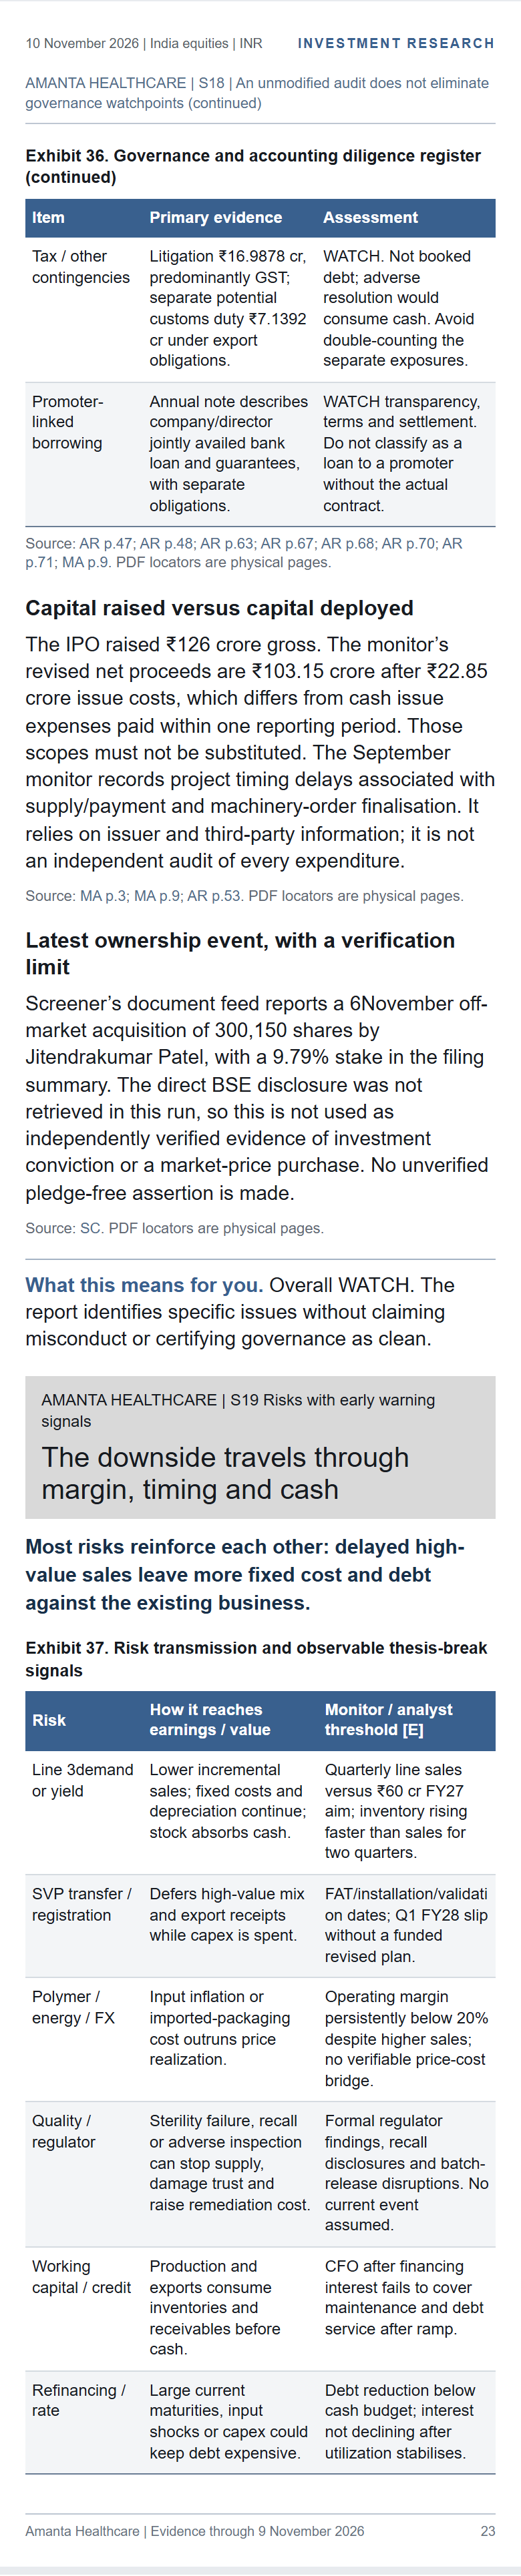 10 November 2026 | India equities | INR INVESTMENT RESEARCH
AMANTA HEALTHCARE | S18 | An unmodified audit does not eliminate
governance watchpoints (continued)
Exhibit 36. Governance and accounting diligence register
(continued)
Item Primary evidence Assessment
Tax / other
contingencies
Litigation ₹16.9878 cr,
predominantly GST;
separate potential
customs duty ₹7.1392
cr under export
obligations.
WATCH. Not booked
debt; adverse
resolution would
consume cash. Avoid
double-counting the
separate exposures.
Promoter-
linked
borrowing
Annual note describes
company/director
jointly availed bank
loan and guarantees,
with separate
obligations.
WATCH transparency,
terms and settlement.
Do not classify as a
loan to a promoter
without the actual
contract.
Source: AR p.47; AR p.48; AR p.63; AR p.67; AR p.68; AR p.70; AR
p.71; MA p.9. PDF locators are physical pages.
Capital raised versus capital deployed
The IPO raised ₹126 crore gross. The monitor’s
revised net proceeds are ₹103.15 crore after ₹22.85
crore issue costs, which differs from cash issue
expenses paid within one reporting period. Those
scopes must not be substituted. The September
monitor records project timing delays associated with
supply/payment and machinery-order finalisation. It
relies on issuer and third-party information; it is not
an independent audit of every expenditure.
Source: MA p.3; MA p.9; AR p.53. PDF locators are physical pages.
Latest ownership event, with a verification
limit
Screener’s document feed reports a 6November off-
market acquisition of 300,150 shares by
Jitendrakumar Patel, with a 9.79% stake in the filing
summary. The direct BSE disclosure was not
retrieved in this run, so this is not used as
independently verified evidence of investment
conviction or a market-price purchase. No unverified
pledge-free assertion is made.
Source: SC. PDF locators are physical pages.
What this means for you. Overall WATCH. The
report identifies specific issues without claiming
misconduct or certifying governance as clean.
AMANTA HEALTHCARE | S19 Risks with early warning
signals
The downside travels through
margin, timing and cash
Most risks reinforce each other: delayed high-
value sales leave more fixed cost and debt
against the existing business.
Exhibit 37. Risk transmission and observable thesis-break
signals
Risk
How it reaches
earnings / value
Monitor / analyst
threshold [E]
Line 3demand
or yield
Lower incremental
sales; fixed costs and
depreciation continue;
stock absorbs cash.
Quarterly line sales
versus ₹60 cr FY27
aim; inventory rising
faster than sales for
two quarters.
SVP transfer /
registration
Defers high-value mix
and export receipts
while capex is spent.
FAT/installation/validati
on dates; Q1 FY28 slip
without a funded
revised plan.
Polymer /
energy / FX
Input inflation or
imported-packaging
cost outruns price
realization.
Operating margin
persistently below 20%
despite higher sales;
no verifiable price-cost
bridge.
Quality /
regulator
Sterility failure, recall
or adverse inspection
can stop supply,
damage trust and
raise remediation cost.
Formal regulator
findings, recall
disclosures and batch-
release disruptions. No
current event
assumed.
Working
capital / credit
Production and
exports consume
inventories and
receivables before
cash.
CFO after financing
interest fails to cover
maintenance and debt
service after ramp.
Refinancing /
rate
Large current
maturities, input
shocks or capex could
keep debt expensive.
Debt reduction below
cash budget; interest
not declining after
utilization stabilises.
Amanta Healthcare | Evidence through 9 November 2026 23